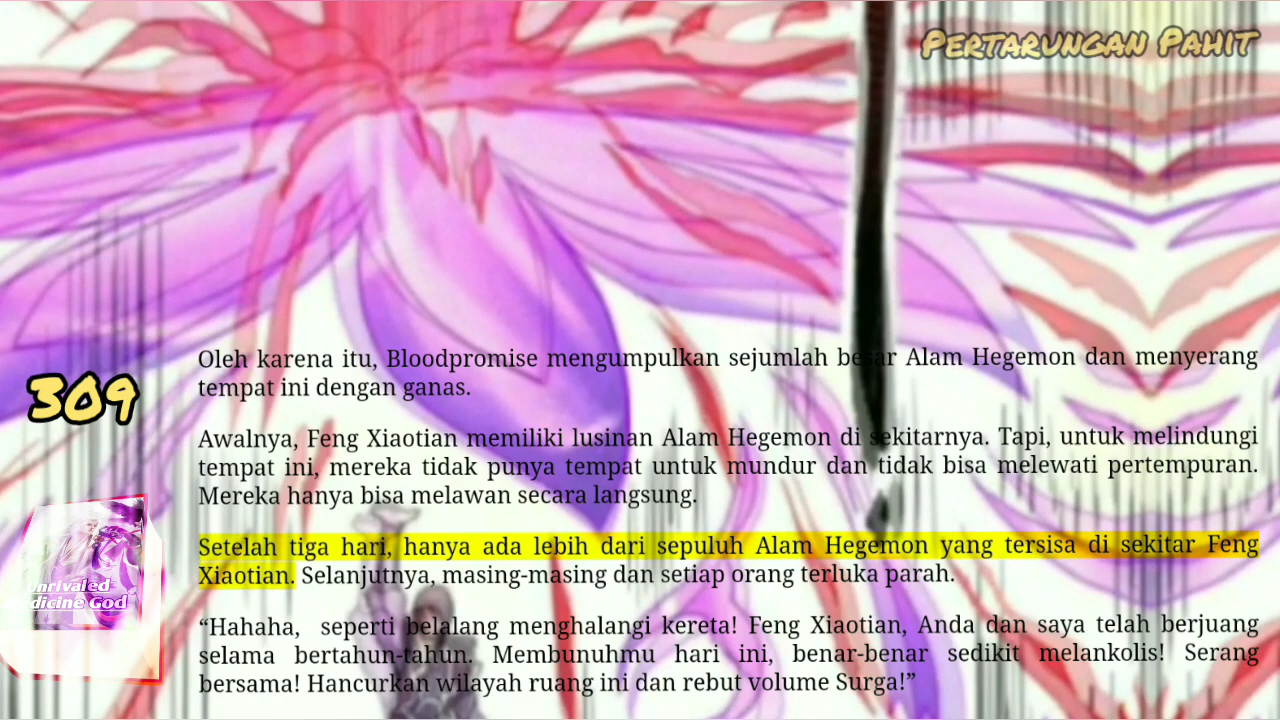 Pertarungan Pahit
Oleh karena itu, Bloodpromise mengumpulkan sejumlah besar Alam Hegemon dan menyerang
tempat ini dengan ganas.
309
Awalnya, Feng Xiaotian memiliki lusinan Alam Hegemon di sekitarnya. Tapi, untuk melindungi
tempat ini, mereka tidak punya tempat untuk mundur dan tidak bisa melewati pertempuran.
Mereka hanya bisa melawan secara langsung.
Setelah tiga hari, hanya ada lebih dari sepuluh Alam Hegemon yang tersisa di sekitar Feng
Xiaotian. Selanjutnya, masing-masing dan setiap orang terluka parah.
Unrivaled
Medicine God
“Hahaha,  seperti belalang menghalangi kereta! Feng Xiaotian, Anda dan saya telah berjuang
selama bertahun-tahun. Membunuhmu hari ini, benar-benar sedikit melankolis! Serang
bersama! Hancurkan wilayah ruang ini dan rebut volume Surga!”